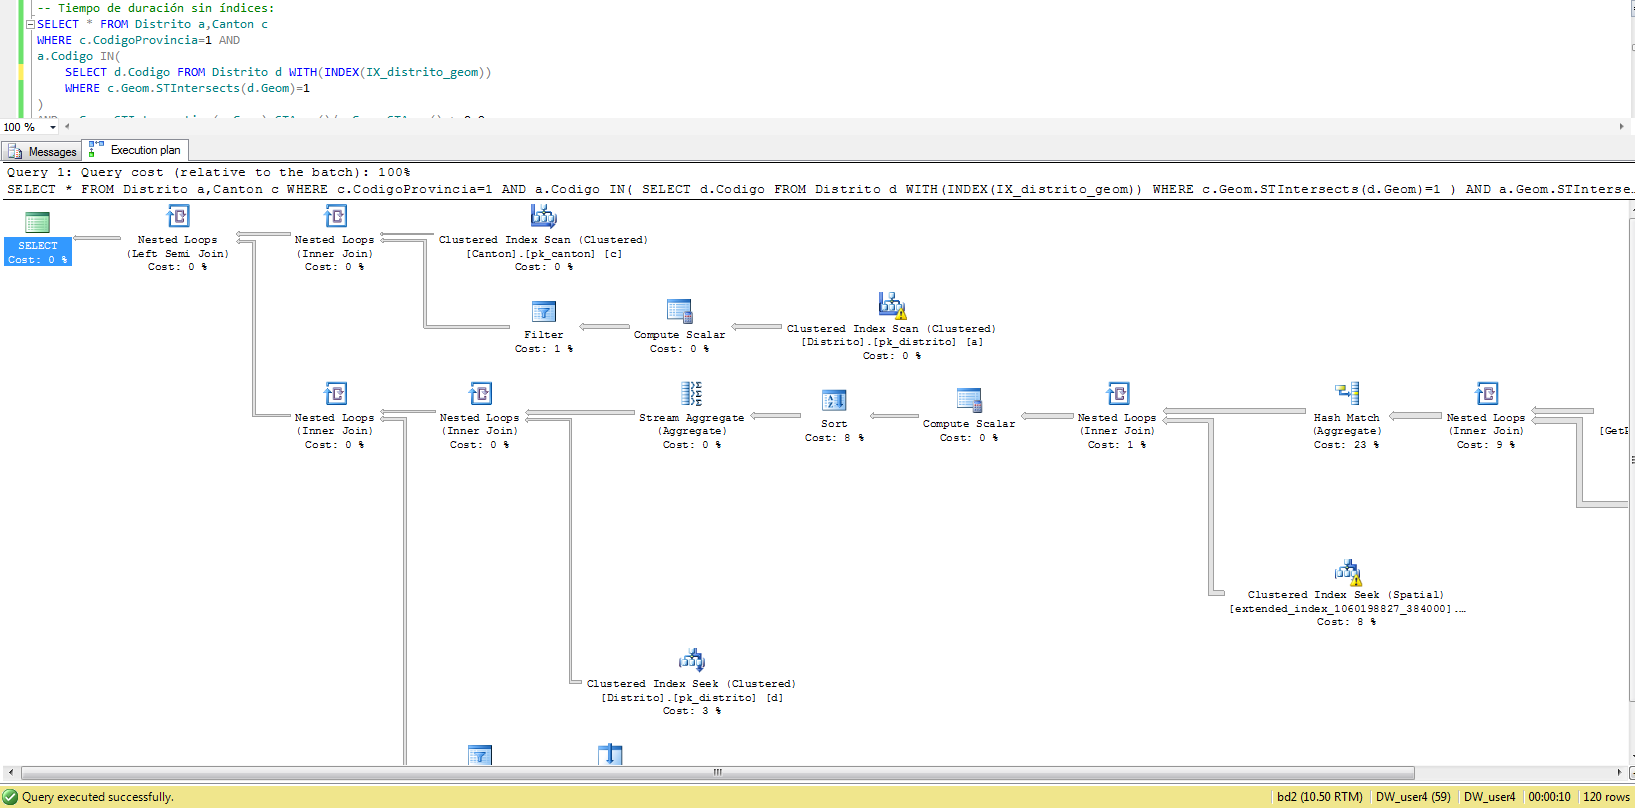 -- Tiempo de duración sin índices:
SELECT * FROM Distrito a,Canton c
WHERE c.CodigoProvincia=1 AND
a.Codigo IN(
SELECT d.Codigo FROM Distrito d WITH(INDEX(IX_distrito_geom))
WHERE c.Geom.STIntersects(d.Geom)=1
)
100 %
Messages
Execution plan
Query 1: Query cost (relative to the batch): 100%
SELECT * FROM Distrito a,Canton c WHERE c.CodigoProvincia=1 AND a.Codigo IN( SELECT d.Codigo FROM Distrito d WITH(INDEX(IX_distrito_geom)) WHERE c.Geom.STIntersects(d.Geom)=1 ) AND a.Geom.STInterse…
SELECT
Cost: 0 %
Nested Loops
(Left Semi Join)
Cost: 0 %
Nested Loops
(Inner Join)
Cost: 0 %
Clustered Index Scan (Clustered)
[Canton].[pk_canton] [c]
Cost: 0 %
Filter
Cost: 1 %
Compute Scalar
Cost: 0 %
Clustered Index Scan (Clustered)
[Distrito].[pk_distrito] [a]
Cost: 0 %
Nested Loops
(Inner Join)
Cost: 0 %
Nested Loops
(Inner Join)
Cost: 0 %
Stream Aggregate
(Aggregate)
Cost: 0 %
Sort
Cost: 8 %
Compute Scalar
Cost: 0 %
Nested Loops
(Inner Join)
Cost: 1 %
Hash Match
(Aggregate)
Cost: 23 %
Nested Loops
(Inner Join)
Cost: 9 %
Clustered Index Seek (Spatial)
[extended_index_1060198827_384000]....
Cost: 8 %
Clustered Index Seek (Clustered)
[Distrito].[pk_distrito] [d]
Cost: 3 %
Query executed successfully.
bd2 (10.50 RTM)
DW_user4 (59)
DW_user4
00:00:10
120 rows